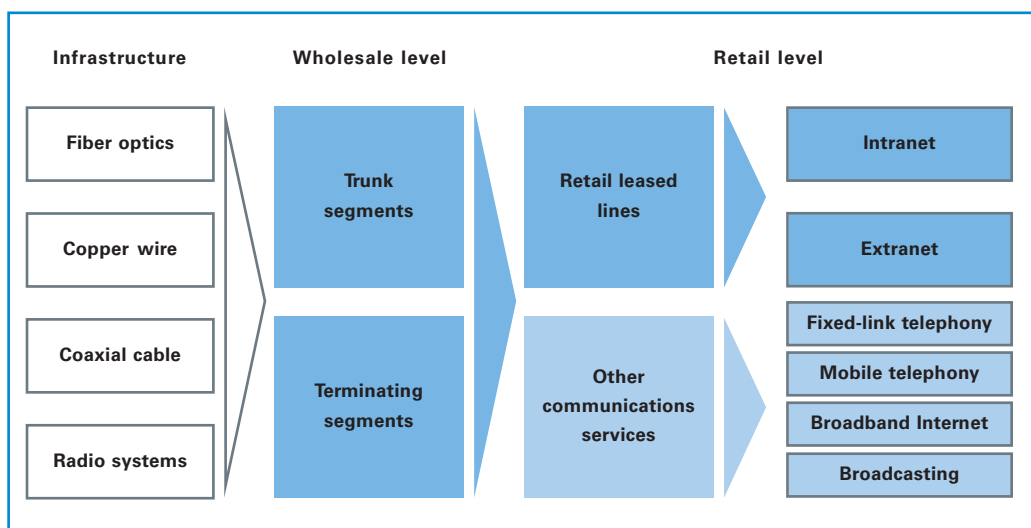 Infrastructure
Wholesale level
Retail level
Fiber optics
Copper wire
Coaxial cable
Radio systems
Trunk
segments
Terminating
segments
Retail leased
lines
Other
communications
services
Intranet
Extranet
Fixed-link telephony
Mobile telephony
Broadband Internet
Broadcasting